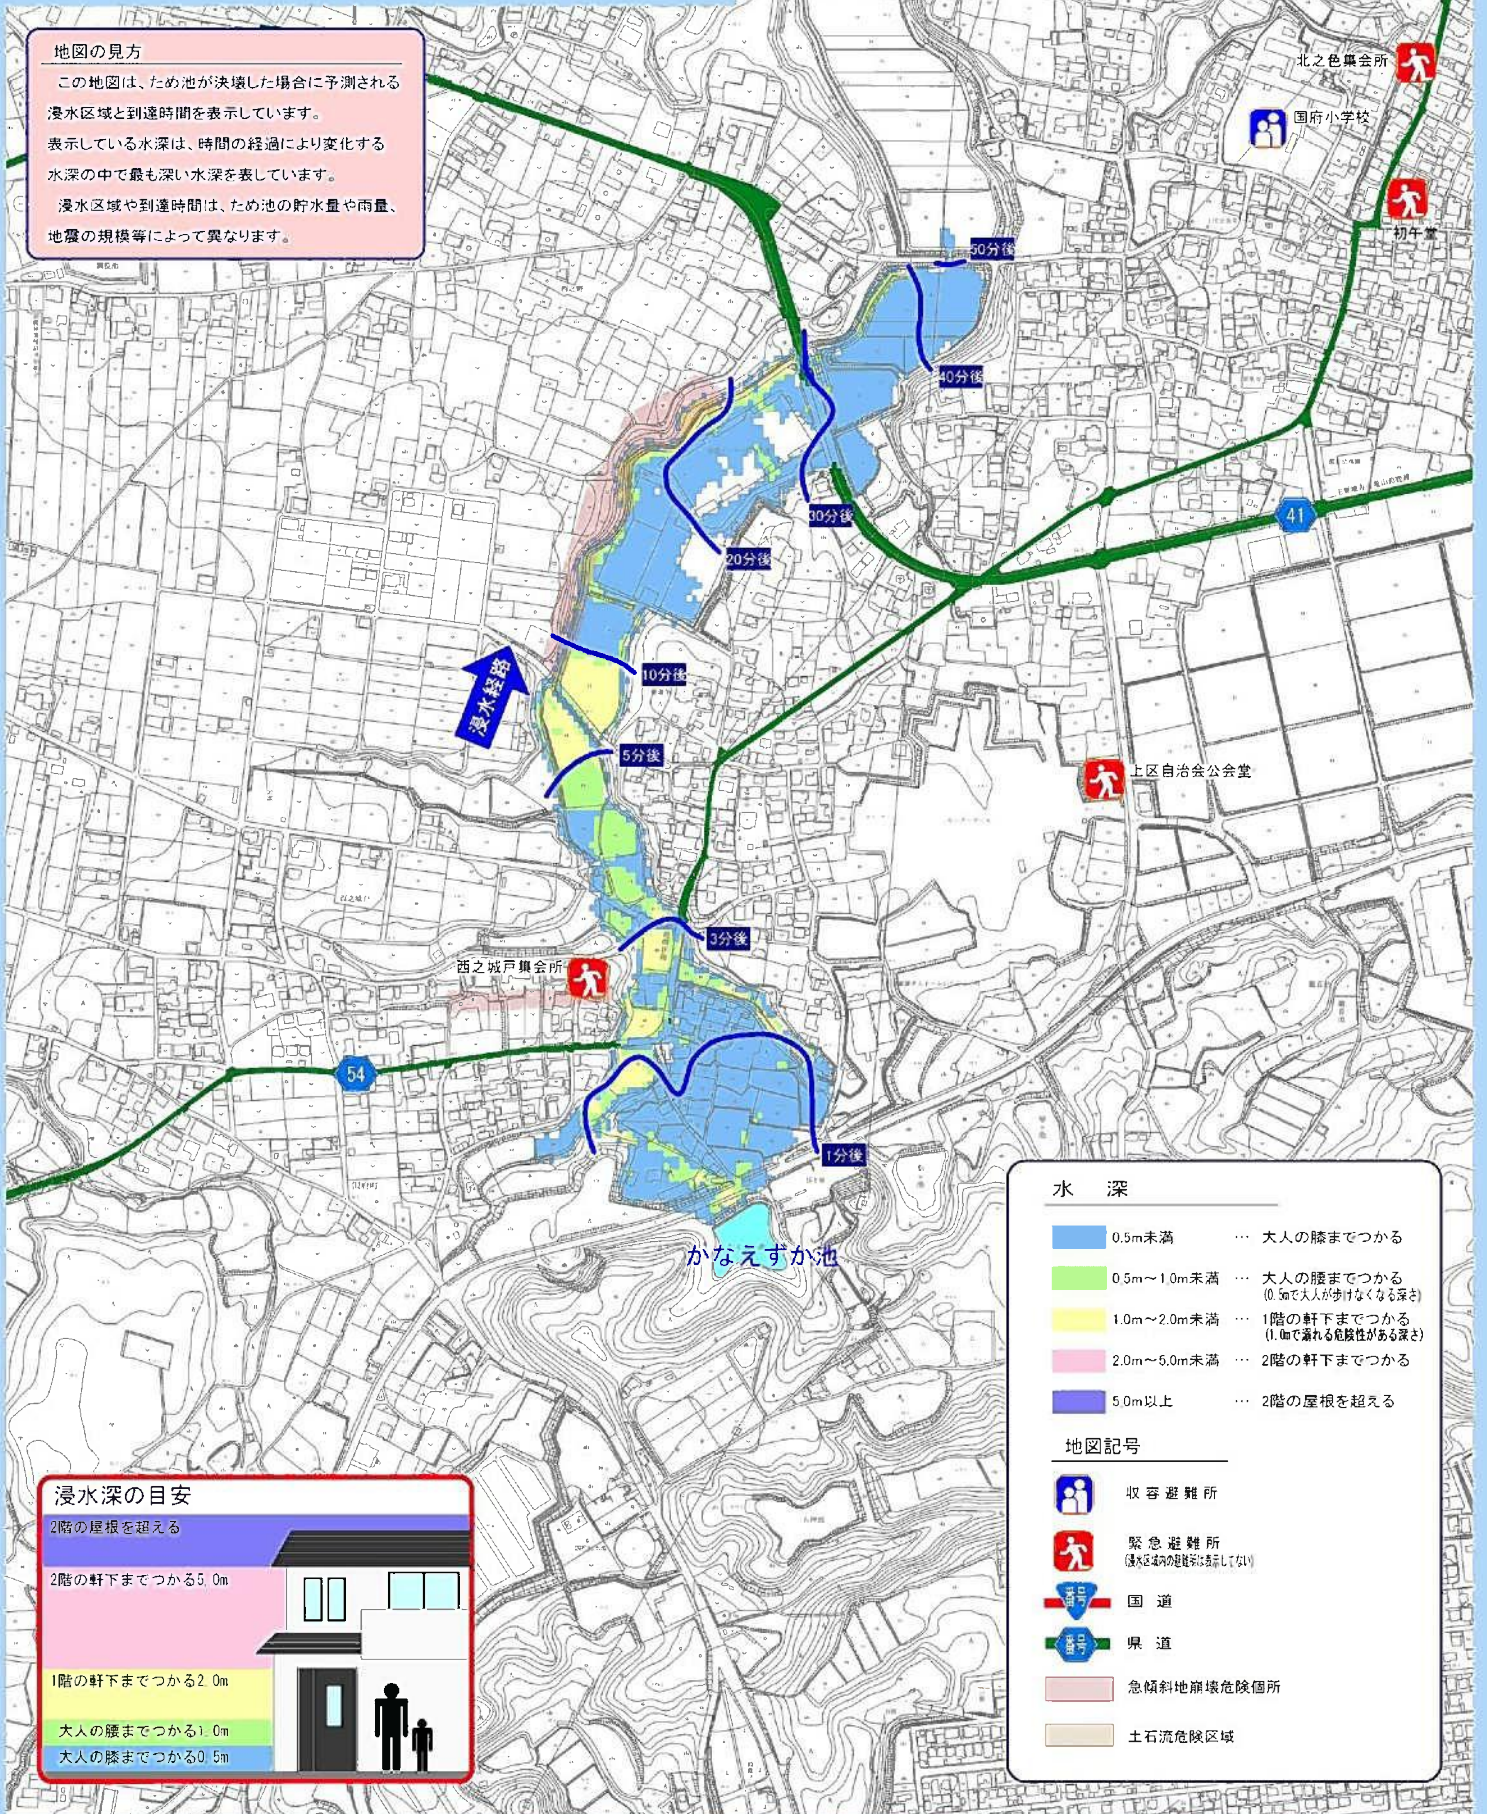 地図の見方
この地図は、ため池が決壊した場合に予測される
浸水区域と到達時間を表示しています。
表示している水深は、時間の経過により変化する
水深の中で最も深い水深を表しています。
浸水区域や到達時間は、ため池の貯水量や雨量、
地震の規模等によって異なります。
北之色集会所
国府小学校
初午堂
50分後
40分後
30分後
41
20分後
10分後
浸水経路
5分後
上区自治会公会堂
3分後
西之城戸集会所
54
1分後
かなえずか池
水 深
0.5m未満 … 大人の膝までつかる
0.5m～1.0m未満 … 大人の腰までつかる
(0.5mで大人が歩けなくなる深さ)
1.0m～2.0m未満 … 1階の軒下までつかる
(1.0mで溺れる危険性がある深さ)
2.0m～5.0m未満 … 2階の軒下までつかる
5.0m以上 … 2階の屋根を超える
地図記号
収容避難所
緊急避難所
(浸水区域内の避難所は表示してない)
番号 国道
番号 県道
急傾斜地崩壊危険個所
土石流危険区域
浸水深の目安
2階の屋根を超える
2階の軒下までつかる5.0m
1階の軒下までつかる2.0m
大人の腰までつかる1.0m
大人の膝までつかる0.5m